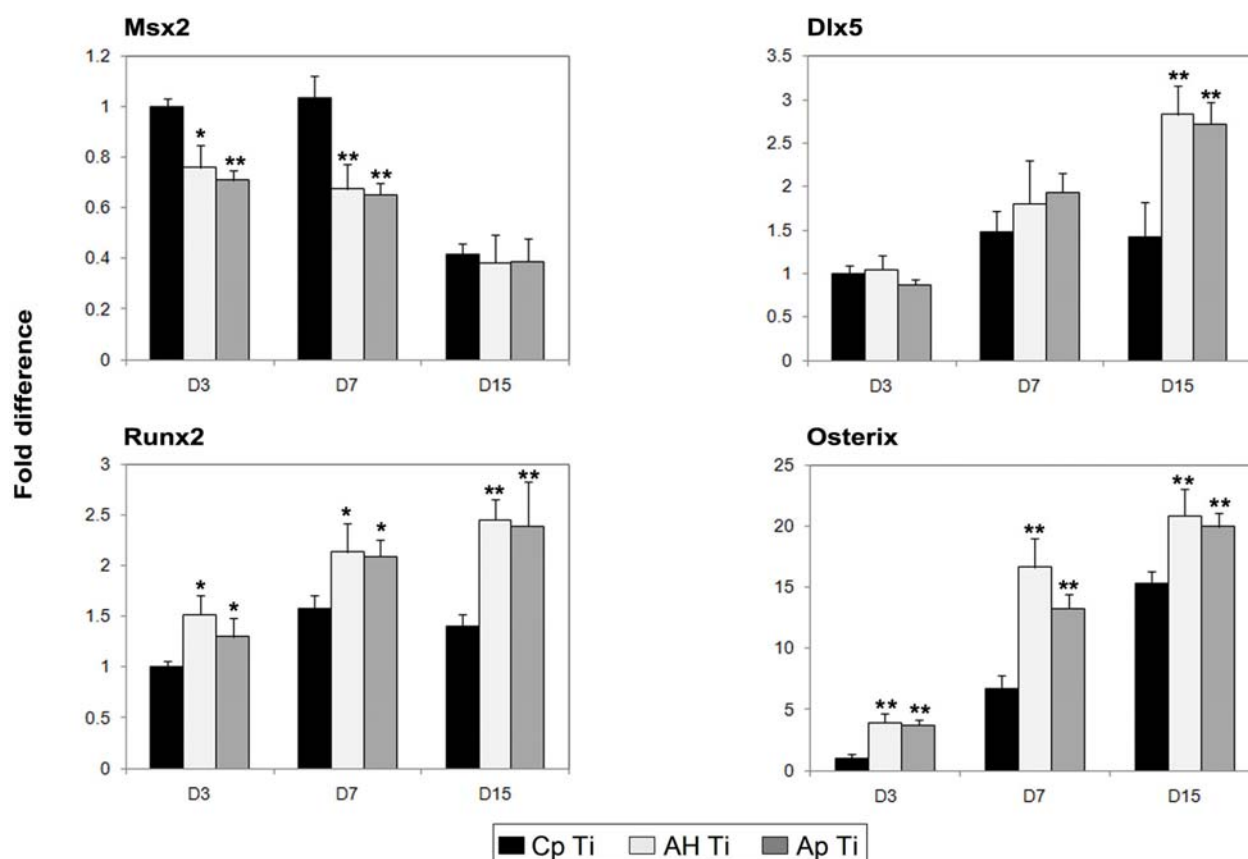 Fold difference
Msx2
1.2
1
0.8
0.6
0.4
0.2
0
*
**
**
**
D3
D7
D15
Dlx5
3.5
3
2.5
2
1.5
1
0.5
0
**
**
D3
D7
D15
Runx2
3
2.5
2
1.5
1
0.5
0
*
*
*
*
**
**
D3
D7
D15
Osterix
25
20
15
10
5
0
**
**
**
**
**
**
D3
D7
D15
Cp Ti AH Ti Ap Ti